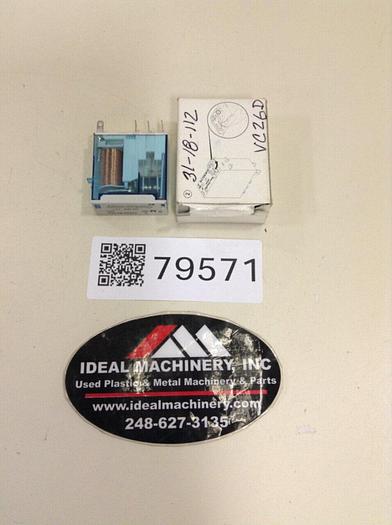 31-18-112
VC26D
2
79571
IDEAL MACHINERY, INC
Used Plastic & Metal Machinery & Parts
www.idealmachinery.com
248-627-3135